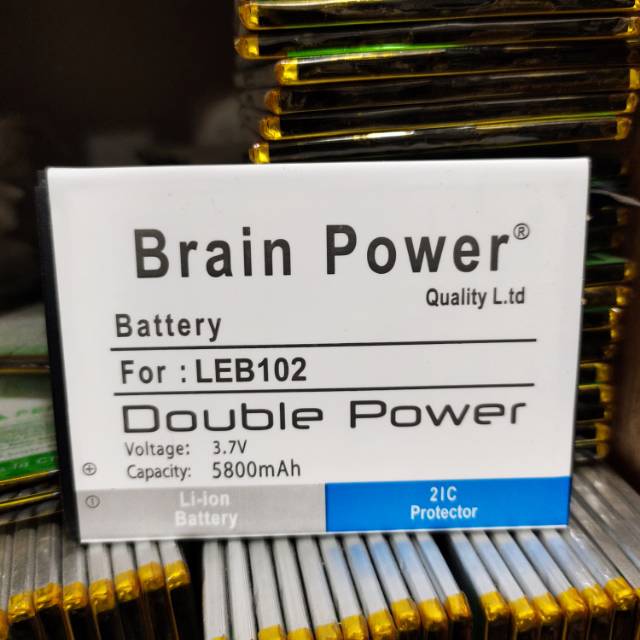 Brain Power®
Quality L.td
Battery
For : LEB102
Double Power
Voltage: 3.7V
Capacity: 5800mAh
Li-ion
Battery
2IC
Protector